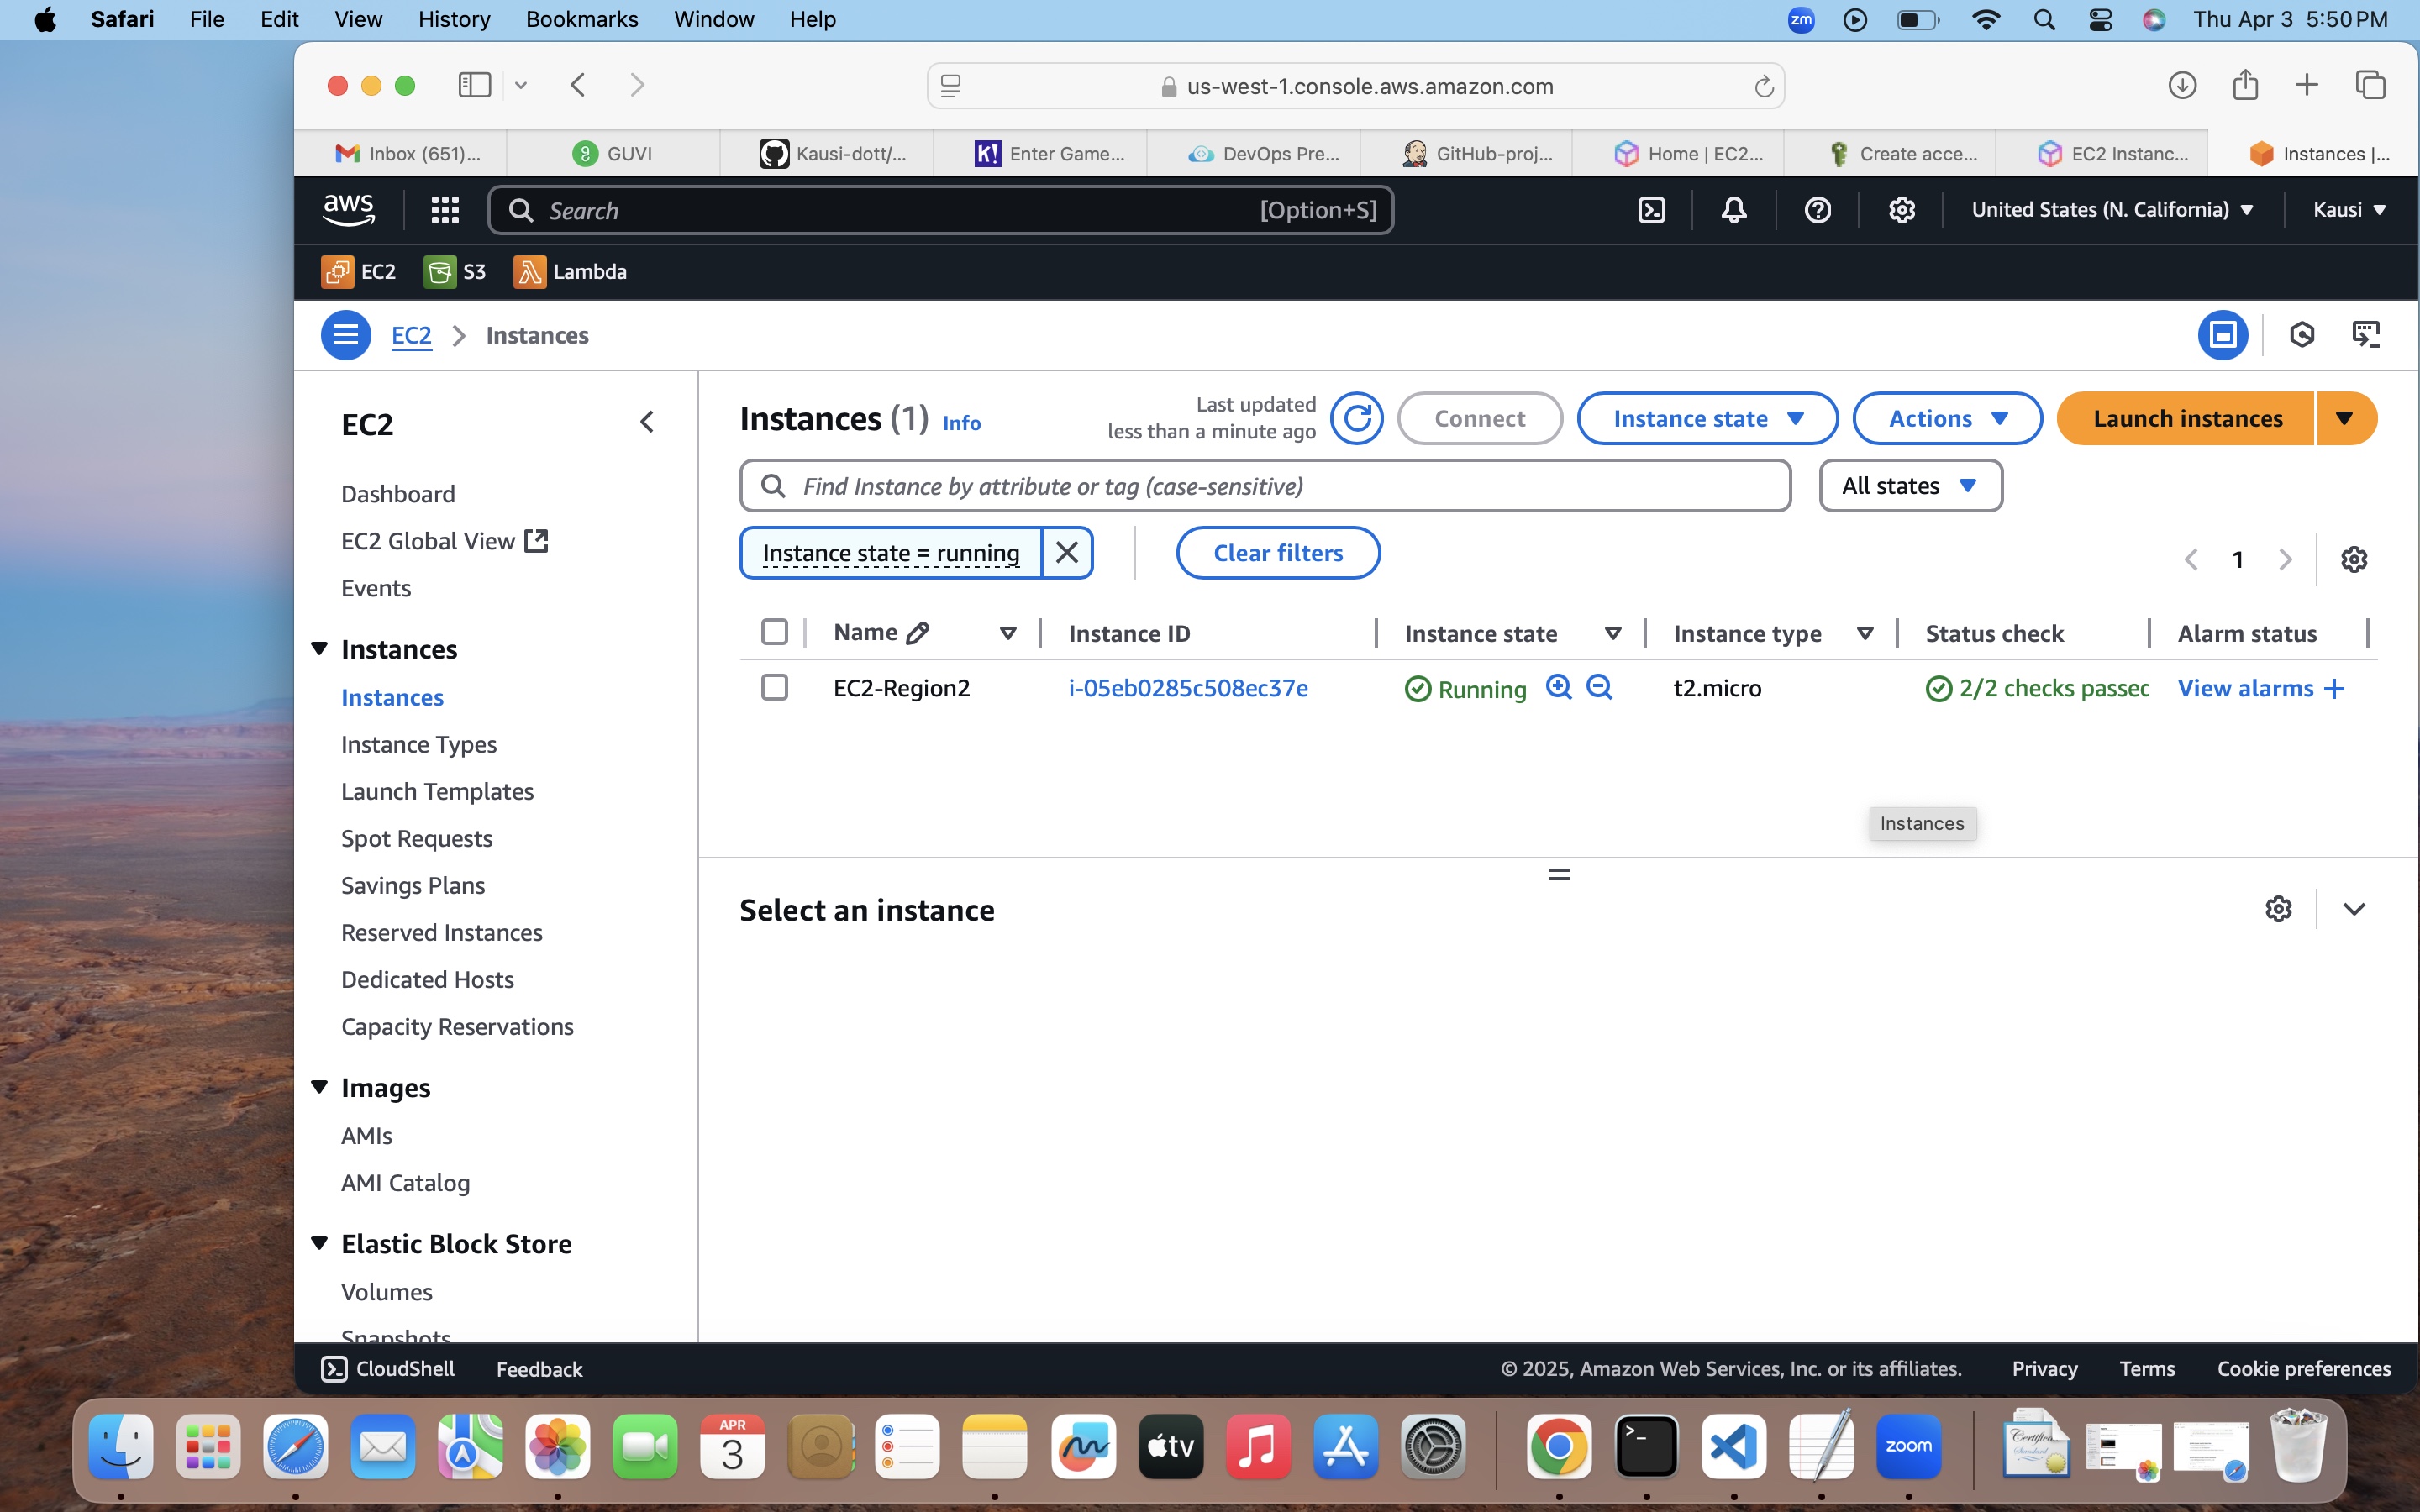 Safari File Edit View History Bookmarks Window Help zm Thu Apr 3 5:50 PM
us-west-1.console.aws.amazon.com
Inbox (651)... GUVI Kausi-dott/... K! Enter Game... DevOps Pre... GitHub-proj... Home | EC2... Create acce... EC2 Instanc... Instances |...
aws Search [Option+S] United States (N. California) Kausi
EC2 S3 Lambda
EC2 Instances
EC2
Dashboard
EC2 Global View
Events
Instances
Instances
Instance Types
Launch Templates
Spot Requests
Savings Plans
Reserved Instances
Dedicated Hosts
Capacity Reservations
Images
AMIs
AMI Catalog
Elastic Block Store
Volumes
Snapshots
Instances (1) Info
Last updated
less than a minute ago
Connect Instance state Actions Launch instances
Find Instance by attribute or tag (case-sensitive) All states
Instance state = running Clear filters 1
Name Instance ID Instance state Instance type Status check Alarm status
EC2-Region2 i-05eb0285c508ec37e Running t2.micro 2/2 checks passec View alarms +
Instances
Select an instance
CloudShell Feedback © 2025, Amazon Web Services, Inc. or its affiliates. Privacy Terms Cookie preferences
APR
3
tv
zoom